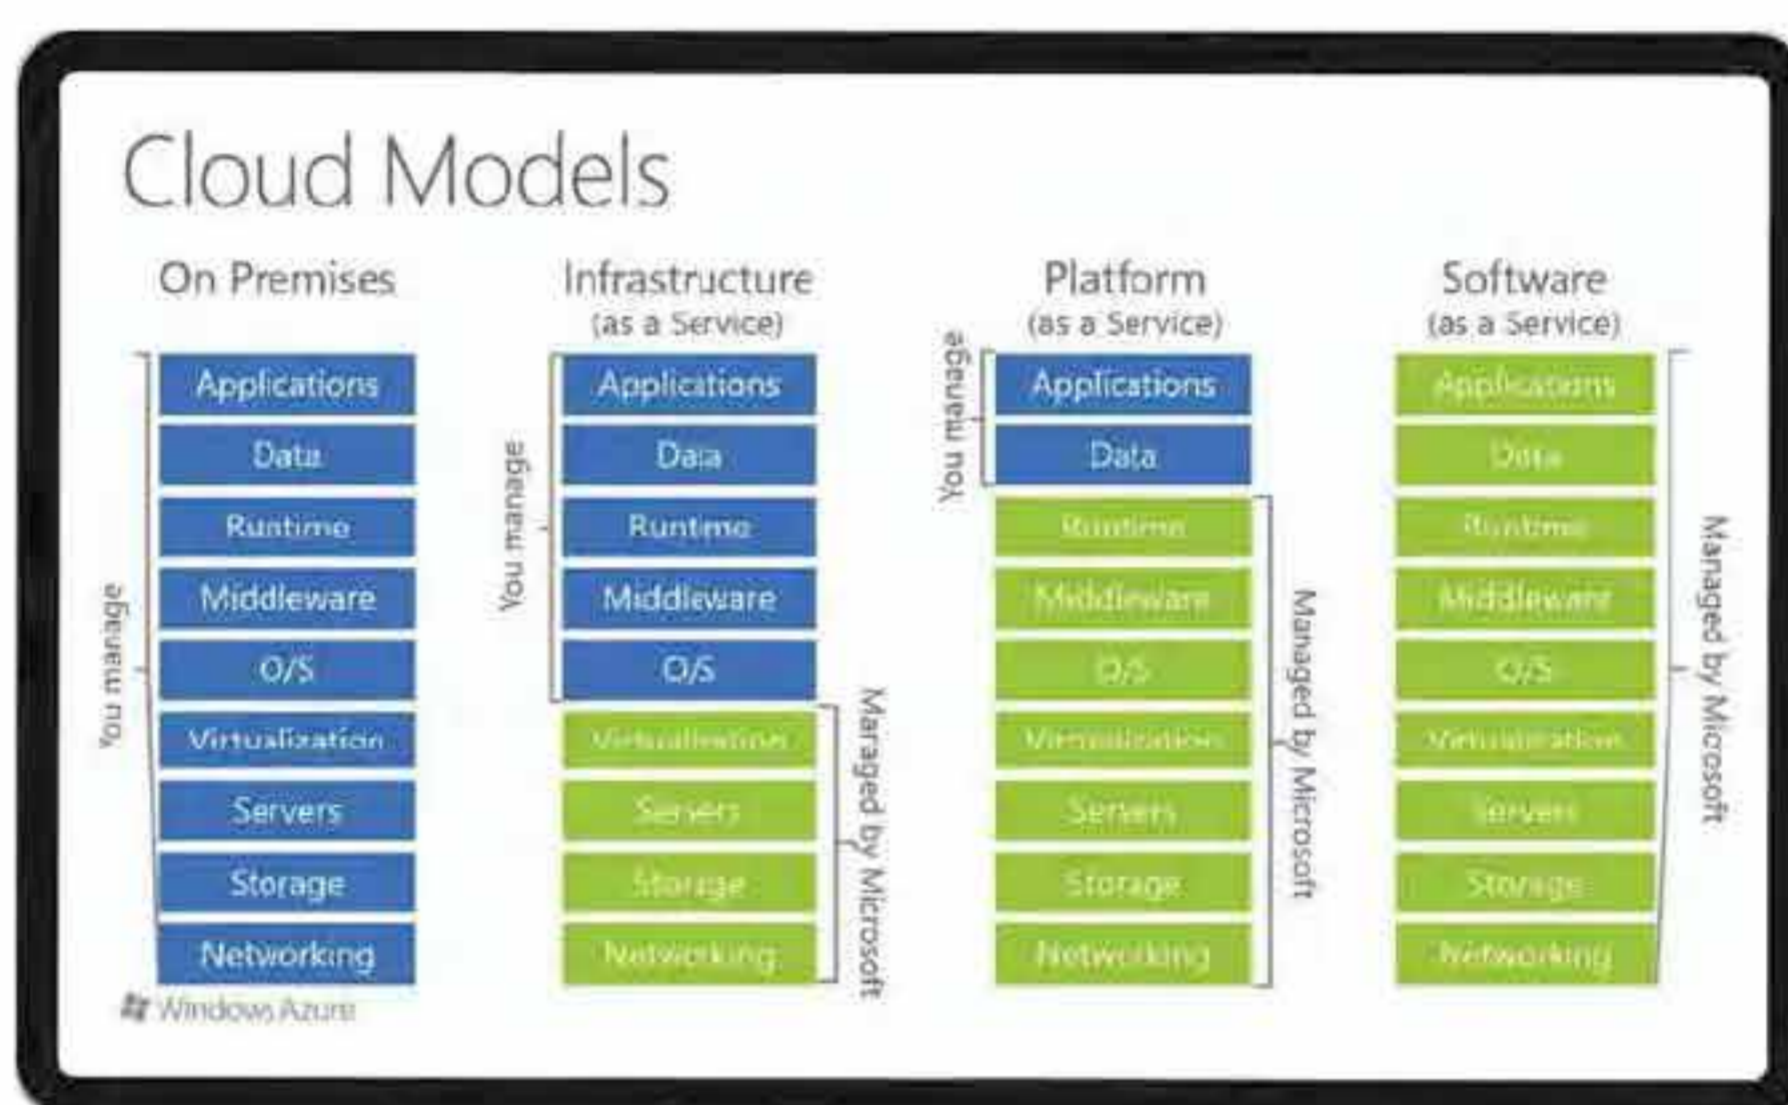 Cloud Models
On Premises
You manage
Applications
Data
Runtime
Middleware
O/S
Virtualization
Servers
Storage
Networking
Infrastructure
(as a Service)
You manage
Applications
Data
Runtime
Middleware
O/S
Virtualization
Servers
Storage
Networking
Managed by Microsoft
Platform
(as a Service)
You manage
Applications
Data
Runtime
Middleware
O/S
Virtualization
Servers
Storage
Networking
Managed by Microsoft
Software
(as a Service)
Applications
Data
Runtime
Middleware
O/S
Virtualization
Servers
Storage
Networking
Managed by Microsoft
Windows Azure